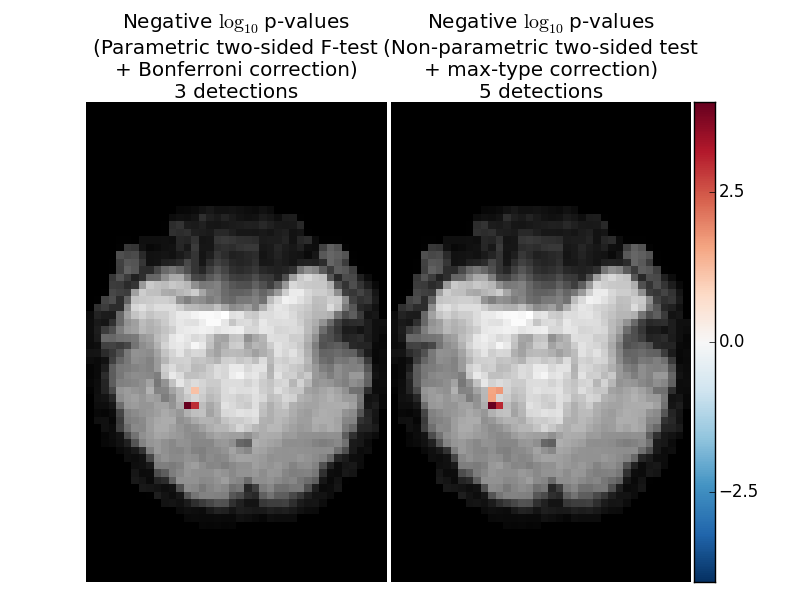 Negative log10 p-values
(Parametric two-sided F-test
+ Bonferroni correction)
3 detections
Negative log10 p-values
(Non-parametric two-sided test
+ max-type correction)
5 detections
2.5
0.0
−2.5